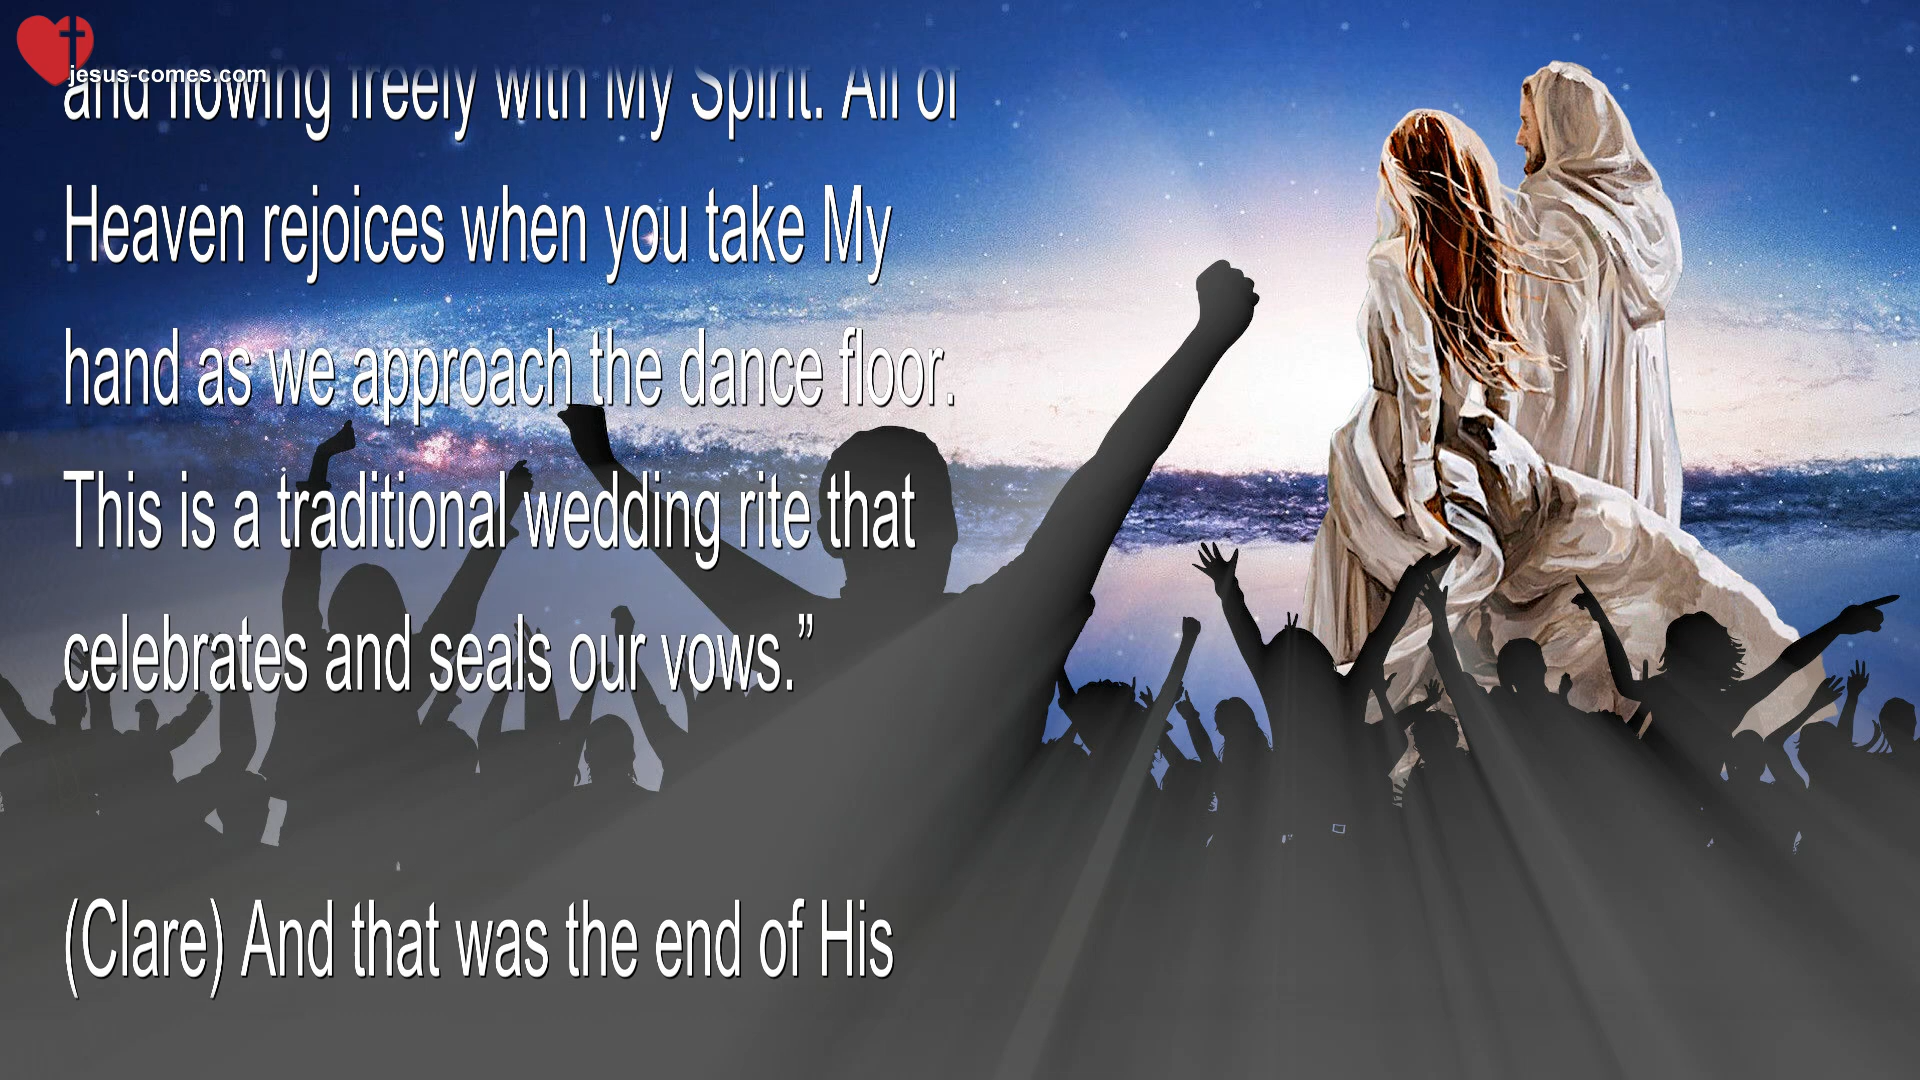 jesus-comes.com
and flowing freely with My Spirit. All of
Heaven rejoices when you take My
hand as we approach the dance floor.
This is a traditional wedding rite that
celebrates and seals our vows.”
(Clare) And that was the end of His